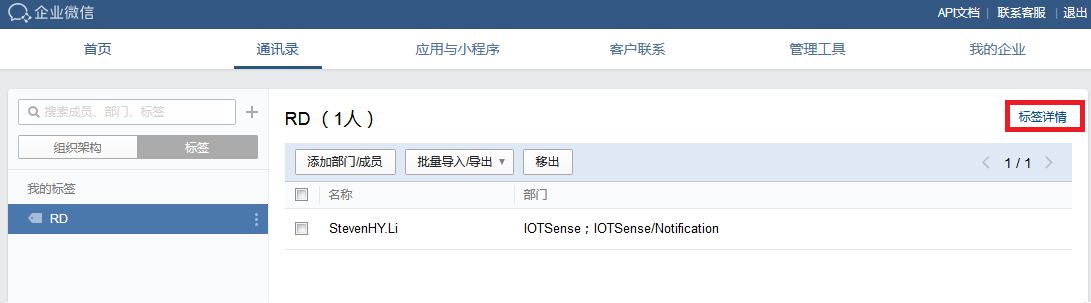 企业微信
API文档 | 联系客服 | 退出
首页 通讯录 应用与小程序 客户联系 管理工具 我的企业
搜索成员、部门、标签
组织架构 标签
我的标签
RD
RD （1人）
标签详情
添加部门/成员 批量导入/导出 移出 1 / 1
名称 部门
StevenHY.Li IOTSense；IOTSense/Notification